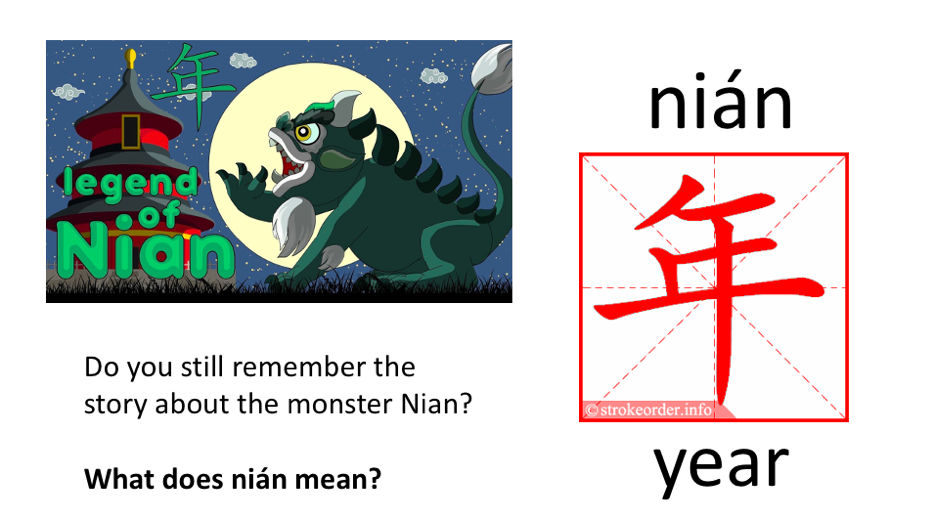 年
legend
of
Nian
Do you still remember the
story about the monster Nian?
What does nián mean?
nián
年
©strokeorder.info
year